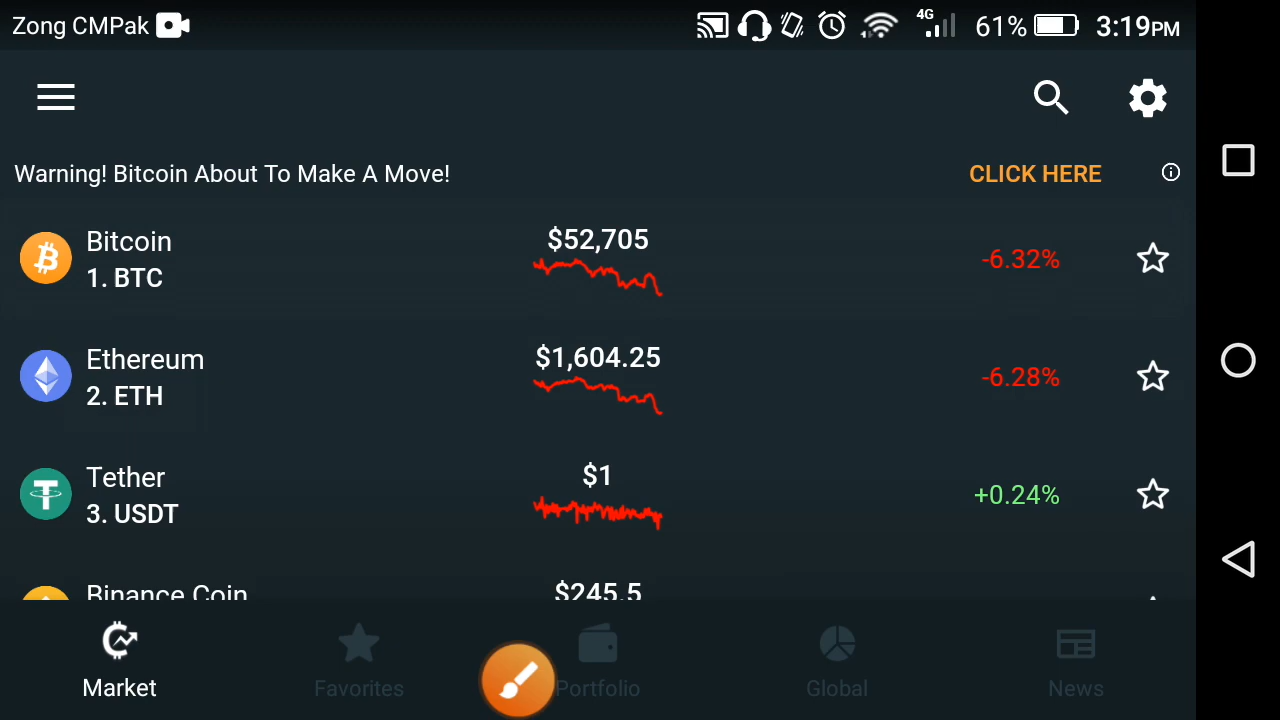 Zong CMPak 4G 61% 3:19PM
Warning! Bitcoin About To Make A Move! CLICK HERE
Bitcoin $52,705 -6.32%
1. BTC
Ethereum $1,604.25 -6.28%
2. ETH
Tether $1 +0.24%
3. USDT
Binance Coin $245.5
Market Favorites Portfolio Global News